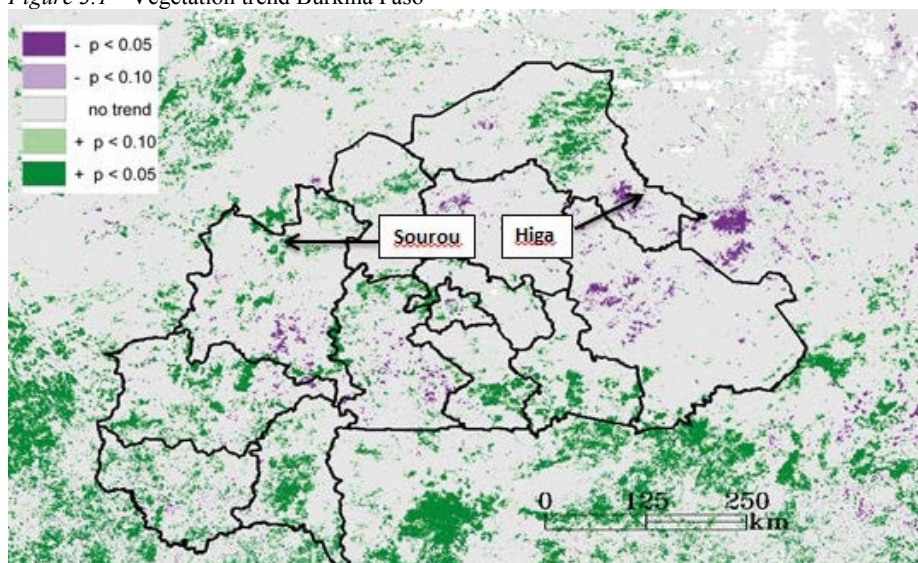 Figure 3.1 Vegetation trend Burkina Faso
- p < 0.05
- p < 0.10
no trend
+ p < 0.10
+ p < 0.05
Sourou
Higa
0 125 250
km